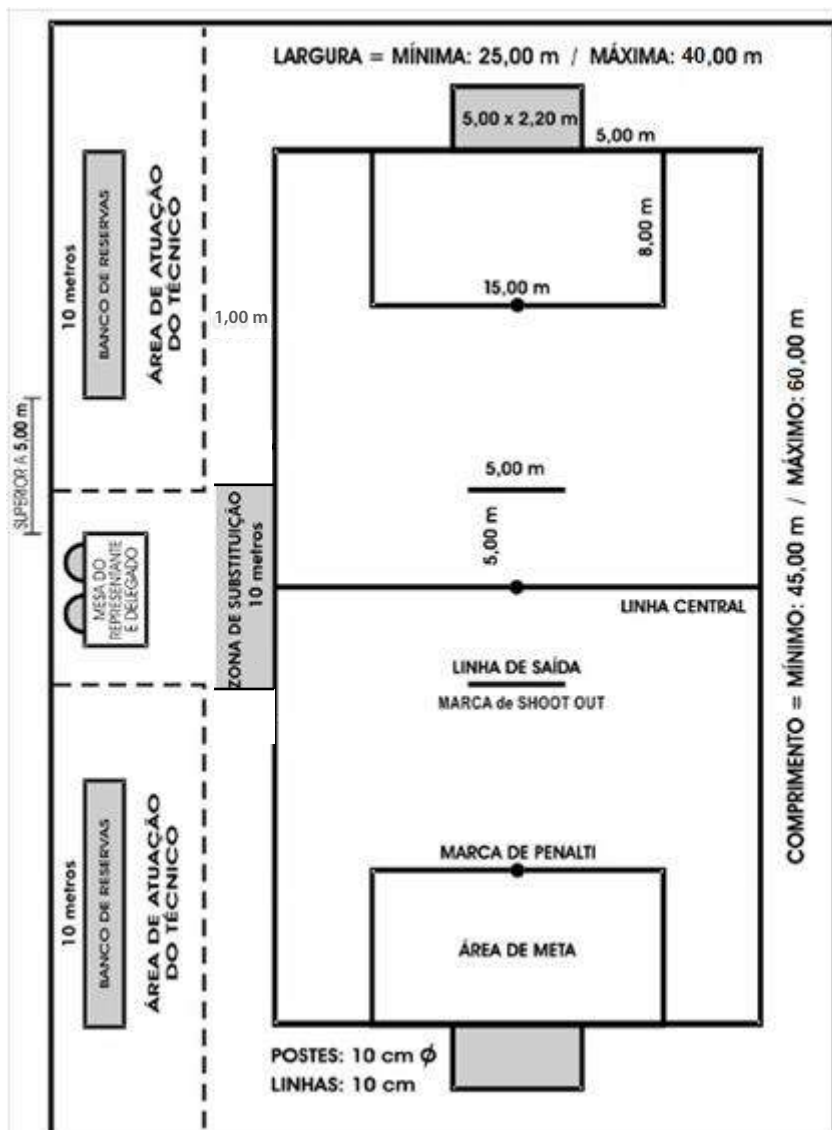 LARGURA = MÍNIMA: 25,00 m / MÁXIMA: 40,00 m
5,00 x 2,20 m
5,00 m
8,00 m
15,00 m
10 metros
BANCO DE RESERVAS
ÁREA DE ATUAÇÃO
DO TÉCNICO
1,00 m
SUPERIOR A 5,00 m
5,00 m
5,00 m
MESA DO
REPRESENTANTE
E DELEGADO
ZONA DE SUBSTITUIÇÃO
10 metros
LINHA CENTRAL
LINHA DE SAÍDA
MARCA de SHOOT OUT
COMPRIMENTO = MÍNIMO: 45,00 m / MÁXIMO: 60,00 m
10 metros
BANCO DE RESERVAS
ÁREA DE ATUAÇÃO
DO TÉCNICO
MARCA DE PENALTI
ÁREA DE META
POSTES: 10 cm ϕ
LINHAS: 10 cm